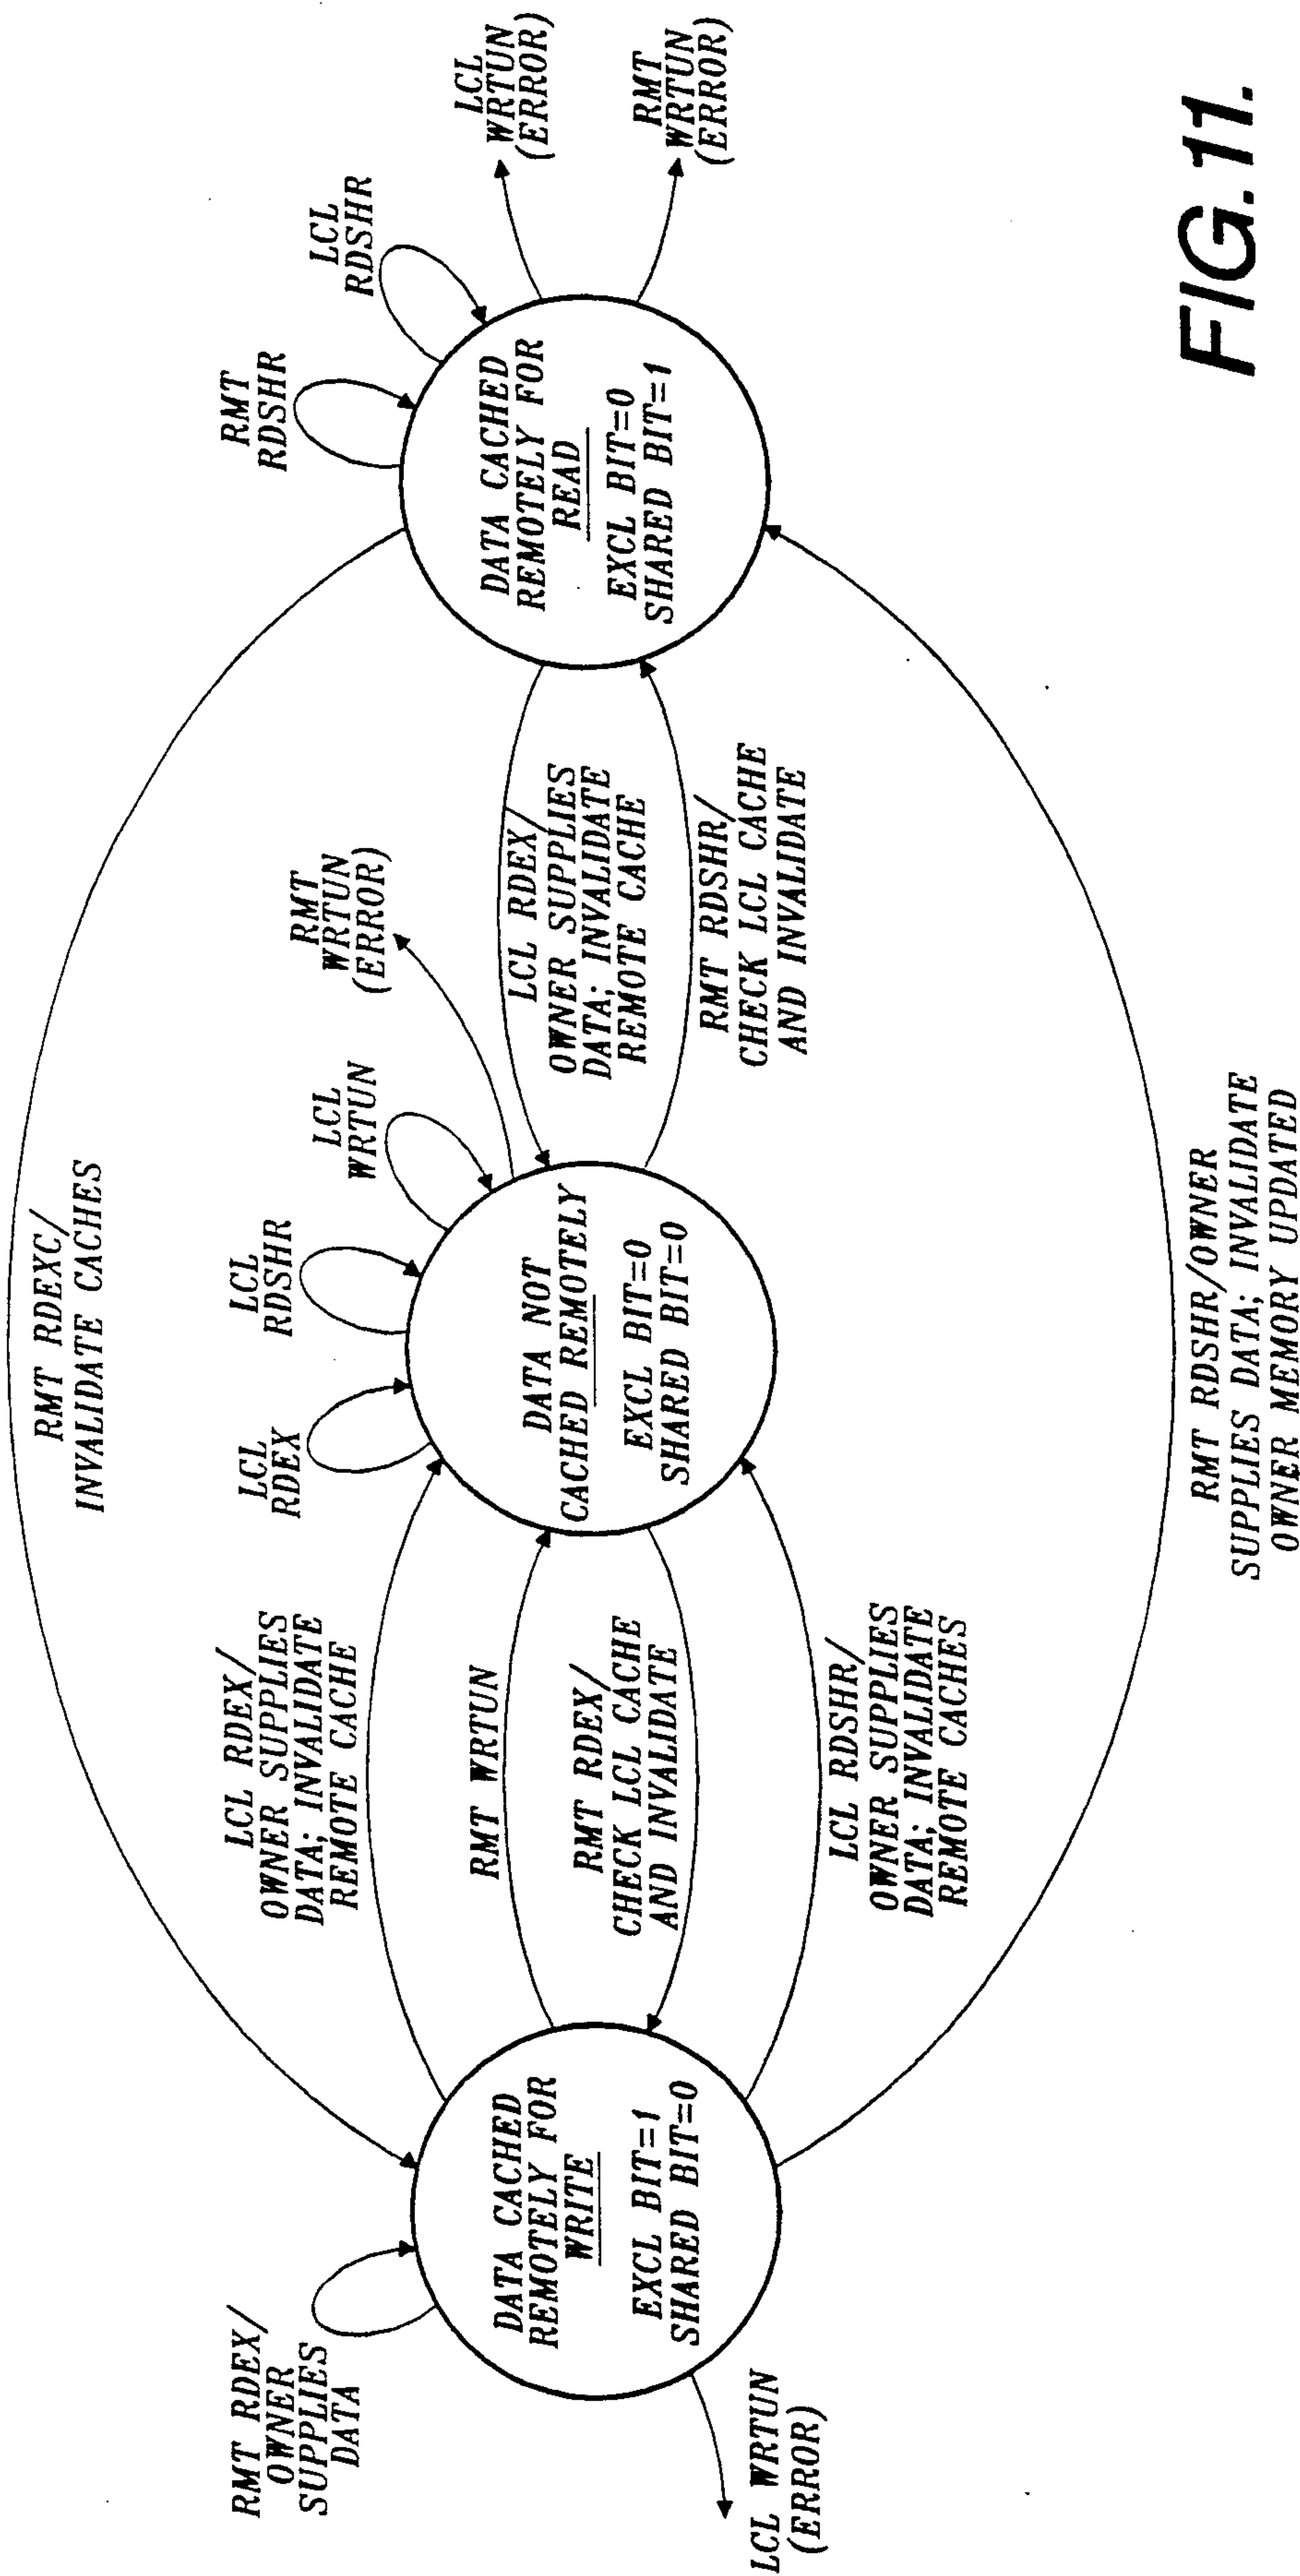 RMT RDEXC/
INVALIDATE CACHES
RMT RDEX/
OWNER
SUPPLIES
DATA
LCL RDEX/
OWNER SUPPLIES
DATA; INVALIDATE
REMOTE CACHE
LCL
RDEX
LCL
RDSHR
LCL
WRTUN
RMT
WRTUN
(ERROR)
RMT
RDSHR
LCL
RDSHR
LCL
WRTUN
(ERROR)
RMT
WRTUN
(ERROR)
DATA CACHED
REMOTELY FOR
WRITE
EXCL BIT=1
SHARED BIT=0
RMT WRTUN
RMT RDEX/
CHECK LCL CACHE
AND INVALIDATE
DATA NOT
CACHED REMOTELY
EXCL BIT=0
SHARED BIT=0
LCL RDEX/
OWNER SUPPLIES
DATA; INVALIDATE
REMOTE CACHE
RMT RDSHR/
CHECK LCL CACHE
AND INVALIDATE
DATA CACHED
REMOTELY FOR
READ
EXCL BIT=0
SHARED BIT=1
LCL WRTUN
(ERROR)
LCL RDSHR/
OWNER SUPPLIES
DATA; INVALIDATE
REMOTE CACHES
RMT RDSHR/OWNER
SUPPLIES DATA; INVALIDATE
OWNER MEMORY UPDATED
FIG.11.